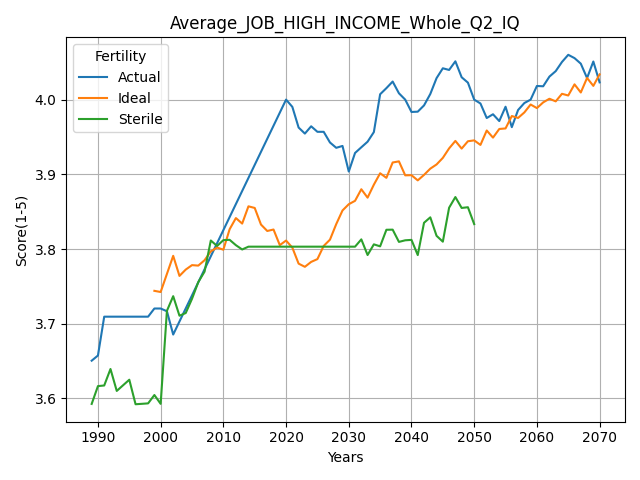 Average_JOB_HIGH_INCOME_Whole_Q2_IQ
Fertility
Actual
Ideal
Sterile
Score(1-5)
4.0
3.9
3.8
3.7
3.6
1990 2000 2010 2020 2030 2040 2050 2060 2070
Years